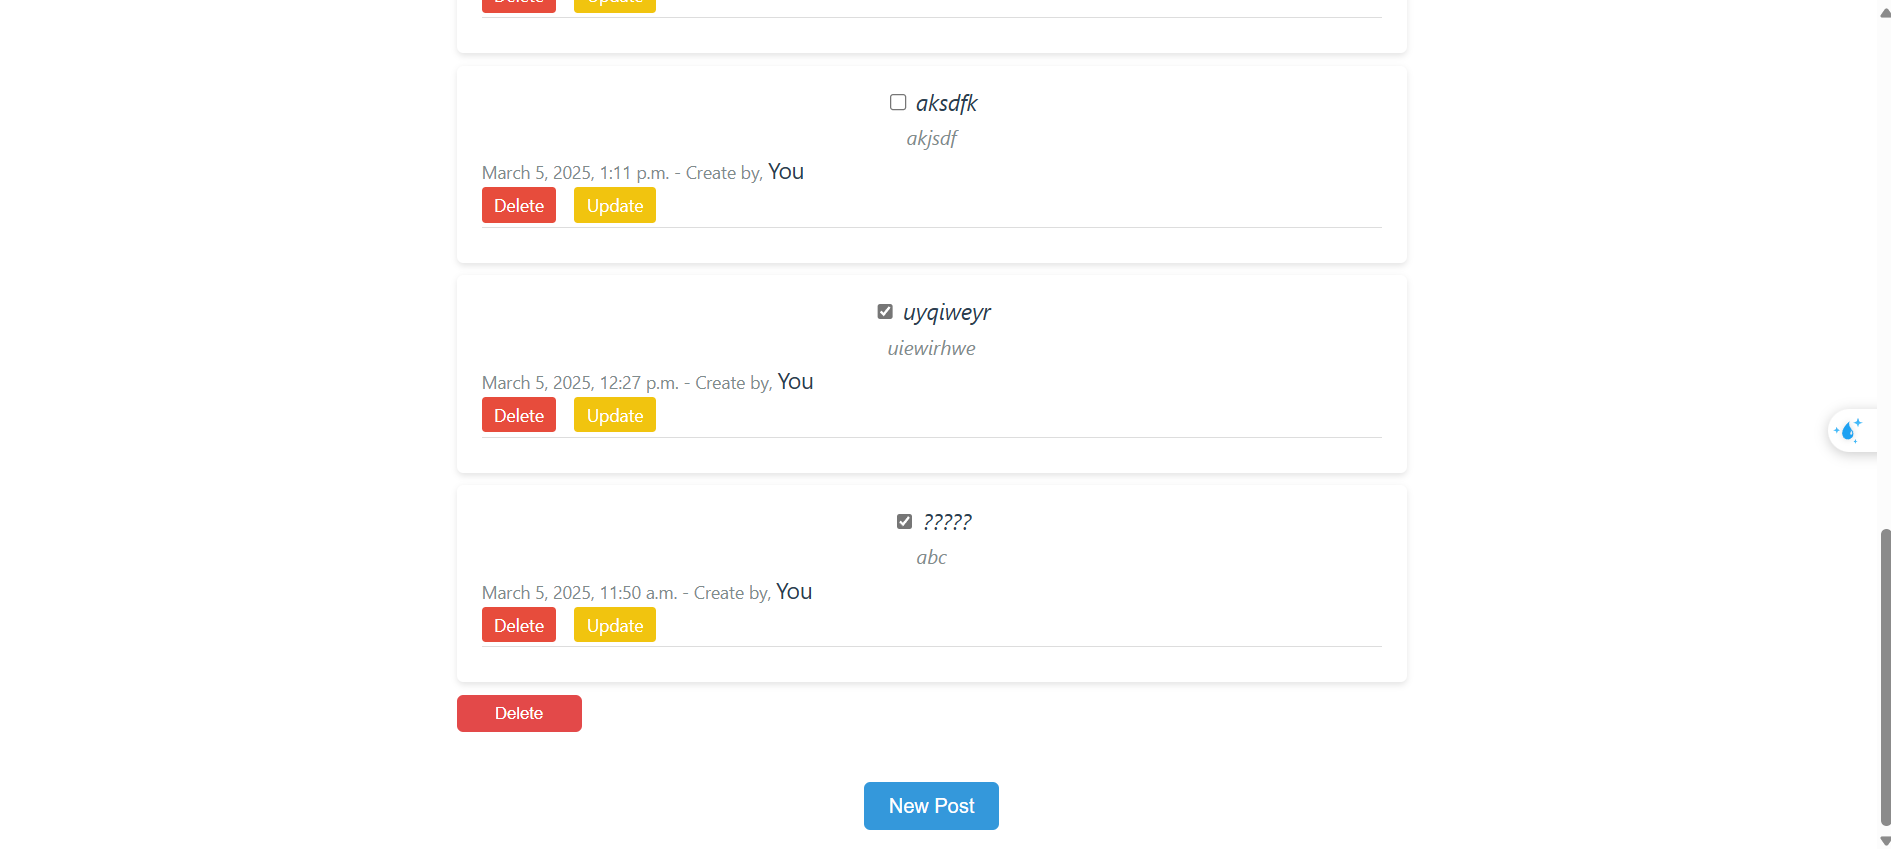 Delete Update
aksdfk
akjsdf
March 5, 2025, 1:11 p.m. - Create by, You
Delete Update
uyqiweyr
uiewirhwe
March 5, 2025, 12:27 p.m. - Create by, You
Delete Update
?????
abc
March 5, 2025, 11:50 a.m. - Create by, You
Delete Update
Delete
New Post